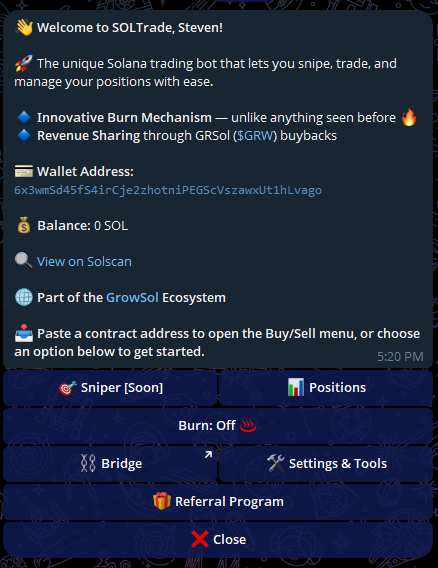 👋 Welcome to SOLTrade, Steven!
🚀 The unique Solana trading bot that lets you snipe, trade, and
manage your positions with ease.
🔹 Innovative Burn Mechanism — unlike anything seen before 🔥
🔹 Revenue Sharing through GRSol ($GRW) buybacks
💳 Wallet Address:
6x3wmSd45fS4irCje2zhotniPEGScVszawxUt1hLvago
💰 Balance: 0 SOL
🔍 View on Solscan
🌐 Part of the GrowSol Ecosystem
📥 Paste a contract address to open the Buy/Sell menu, or choose
an option below to get started.
5:20 PM
🎯 Sniper [Soon]
📊 Positions
Burn: Off ♨️
⛓️ Bridge
🛠️ Settings & Tools
🎁 Referral Program
❌ Close